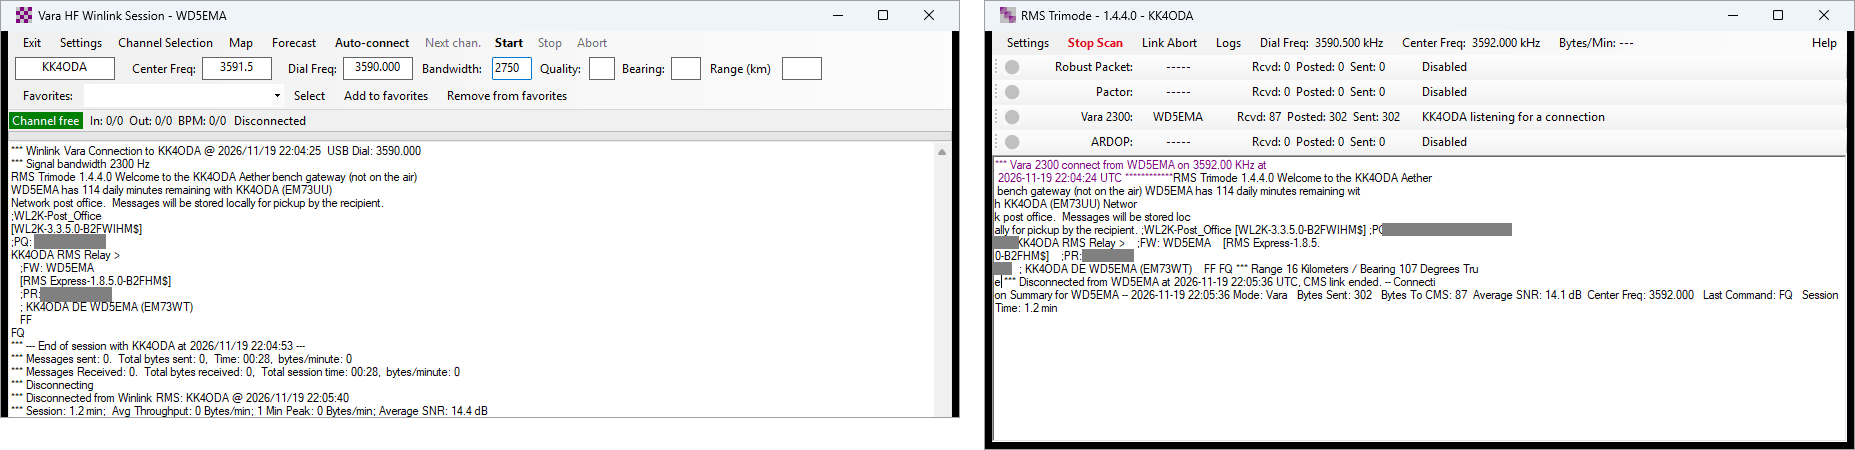 Vara HF Winlink Session - WD5EMA
Exit Settings Channel Selection Map Forecast Auto-connect Next chan. Start Stop Abort
KK4ODA Center Freq: 3591.5 Dial Freq: 3590.000 Bandwidth: 2750 Quality: Bearing: Range (km)
Favorites: Select Add to favorites Remove from favorites
Channel free In: 0/0 Out: 0/0 BPM: 0/0 Disconnected
*** Winlink Vara Connection to KK4ODA @ 2026/11/19 22:04:25 USB Dial: 3590.000
*** Signal bandwidth 2300 Hz
RMS Trimode 1.4.4.0 Welcome to the KK4ODA Aether bench gateway (not on the air)
WD5EMA has 114 daily minutes remaining with KK4ODA (EM73UU)
Network post office. Messages will be stored locally for pickup by the recipient.
;WL2K-Post_Office
[WL2K-3.3.5.0-B2FWIHM$]
;PQ:
KK4ODA RMS Relay >
;FW: WD5EMA
[RMS Express-1.8.5.0-B2FHM$]
;PR:
; KK4ODA DE WD5EMA (EM73WT)
FF
FQ
*** --- End of session with KK4ODA at 2026/11/19 22:04:53 ---
*** Messages sent: 0. Total bytes sent: 0, Time: 00:28, bytes/minute: 0
*** Messages Received: 0. Total bytes received: 0, Total session time: 00:28, bytes/minute: 0
*** Disconnecting
*** Disconnected from Winlink RMS: KK4ODA @ 2026/11/19 22:05:40
*** Session: 1.2 min; Avg Throughput: 0 Bytes/min; 1 Min Peak: 0 Bytes/min; Average SNR: 14.4 dB
RMS Trimode - 1.4.4.0 - KK4ODA
Settings Stop Scan Link Abort Logs Dial Freq: 3590.500 kHz Center Freq: 3592.000 kHz Bytes/Min: --- Help
Robust Packet: ----- Rcvd: 0 Posted: 0 Sent: 0 Disabled
Pactor: ----- Rcvd: 0 Posted: 0 Sent: 0 Disabled
Vara 2300: WD5EMA Rcvd: 87 Posted: 302 Sent: 302 KK4ODA listening for a connection
ARDOP: ----- Rcvd: 0 Posted: 0 Sent: 0 Disabled
*** Vara 2300 connect from WD5EMA on 3592.00 KHz at
2026-11-19 22:04:24 UTC ************RMS Trimode 1.4.4.0 Welcome to the KK4ODA Aether
bench gateway (not on the air) WD5EMA has 114 daily minutes remaining wit
h KK4ODA (EM73UU) Networ
k post office. Messages will be stored loc
ally for pickup by the recipient. ;WL2K-Post_Office [WL2K-3.3.5.0-B2FWIHM$] ;PQ
KK4ODA RMS Relay > ;FW: WD5EMA [RMS Express-1.8.5.
0-B2FHM$] ;PR:
; KK4ODA DE WD5EMA (EM73WT) FF FQ *** Range 16 Kilometers / Bearing 107 Degrees Tru
e *** Disconnected from WD5EMA at 2026-11-19 22:05:36 UTC, CMS link ended. -- Connecti
on Summary for WD5EMA -- 2026-11-19 22:05:36 Mode: Vara Bytes Sent: 302 Bytes To CMS: 87 Average SNR: 14.1 dB Center Freq: 3592.000 Last Command: FQ Session
Time: 1.2 min